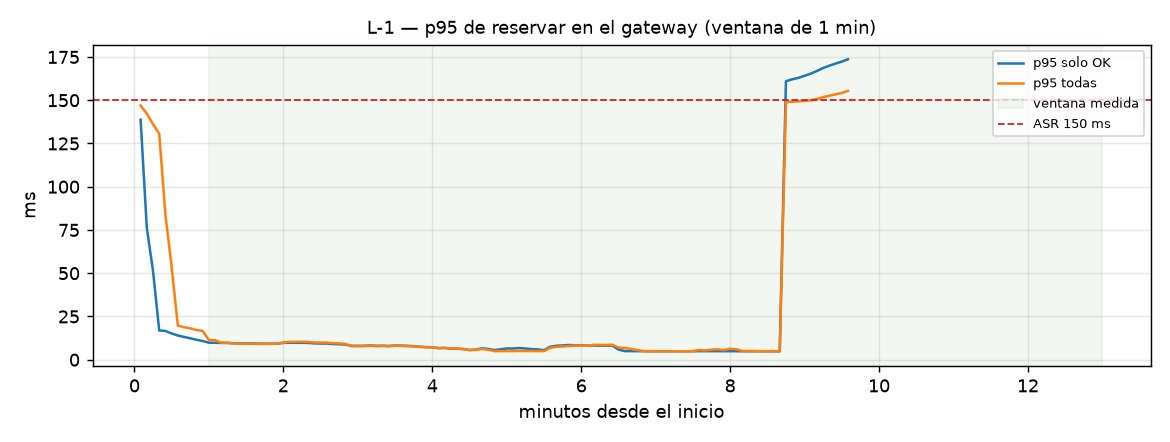 L-1 — p95 de reservar en el gateway (ventana de 1 min)
175
150
125
100
75
50
25
0
ms
p95 solo OK
p95 todas
ventana medida
ASR 150 ms
0 2 4 6 8 10 12
minutos desde el inicio